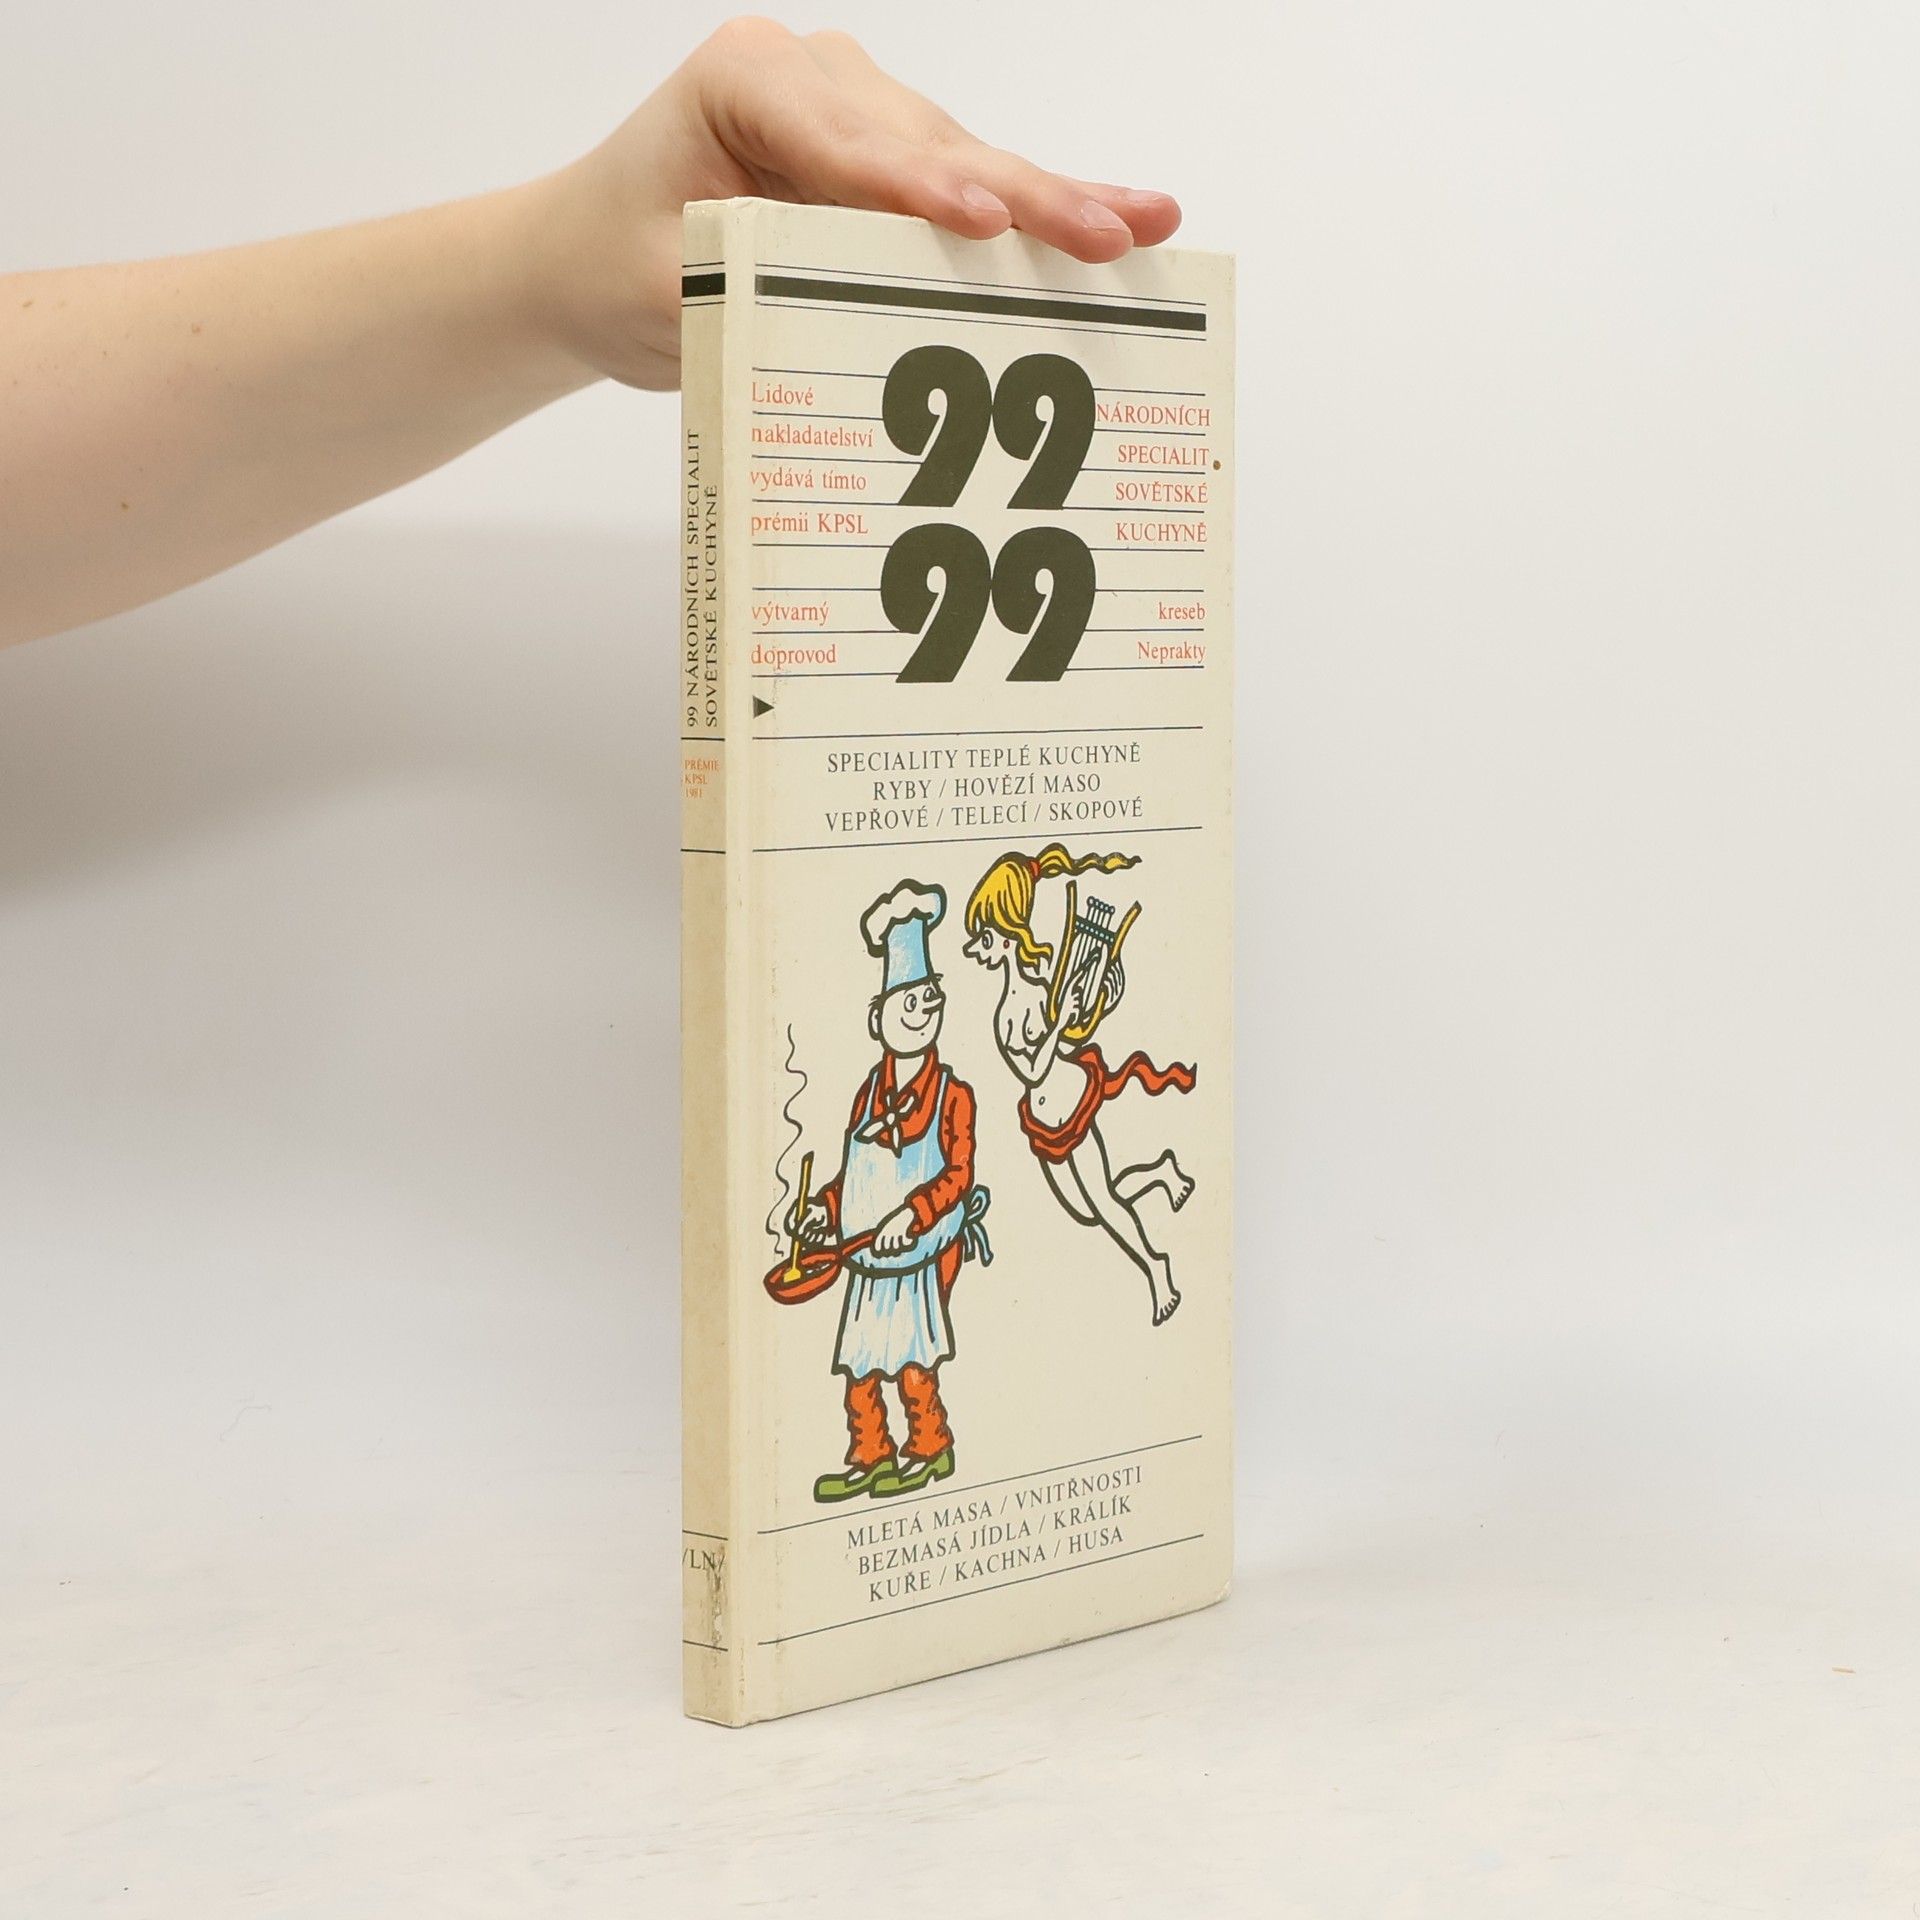 99 NÁRODNÍCH SPECIALIT
SOVĚTSKÉ KUCHYNĚ
PRÉMIE
KPSL
1981
/LN/
Lidové
nakladatelství
vydává tímto
prémii KPSL
99
NÁRODNÍCH
SPECIALIT
SOVĚTSKÉ
KUCHYNĚ
výtvarný
doprovod
99
kreseb
Neprakty
SPECIALITY TEPLÉ KUCHYNĚ
RYBY / HOVĚZÍ MASO
VEPŘOVÉ / TELECÍ / SKOPOVÉ
MLETÁ MASA / VNITŘNOSTI
BEZMASÁ JÍDLA / KRÁLÍK
KUŘE / KACHNA / HUSA